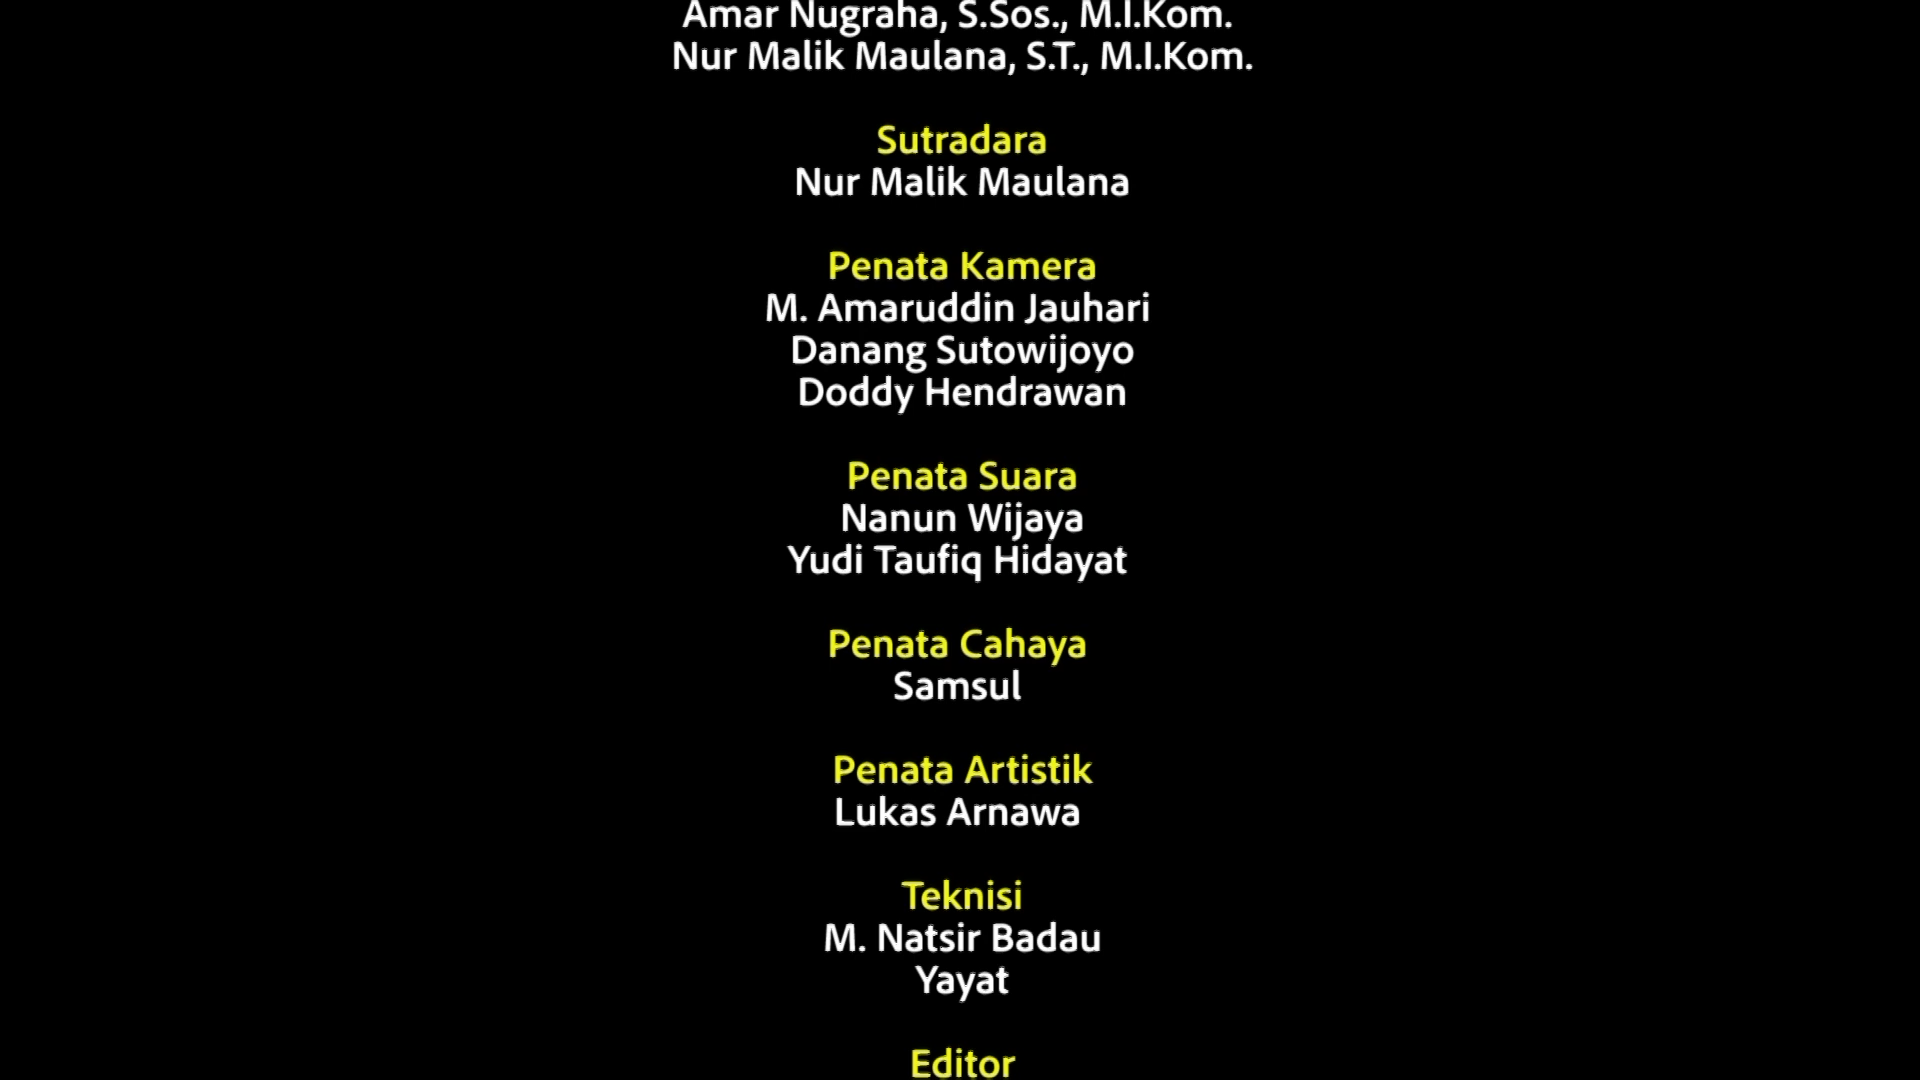 Amar Nugraha, S.Sos., M.I.Kom.
Nur Malik Maulana, S.T., M.I.Kom.
Sutradara
Nur Malik Maulana
Penata Kamera
M. Amaruddin Jauhari
Danang Sutowijoyo
Doddy Hendrawan
Penata Suara
Nanun Wijaya
Yudi Taufiq Hidayat
Penata Cahaya
Samsul
Penata Artistik
Lukas Arnawa
Teknisi
M. Natsir Badau
Yayat
Editor